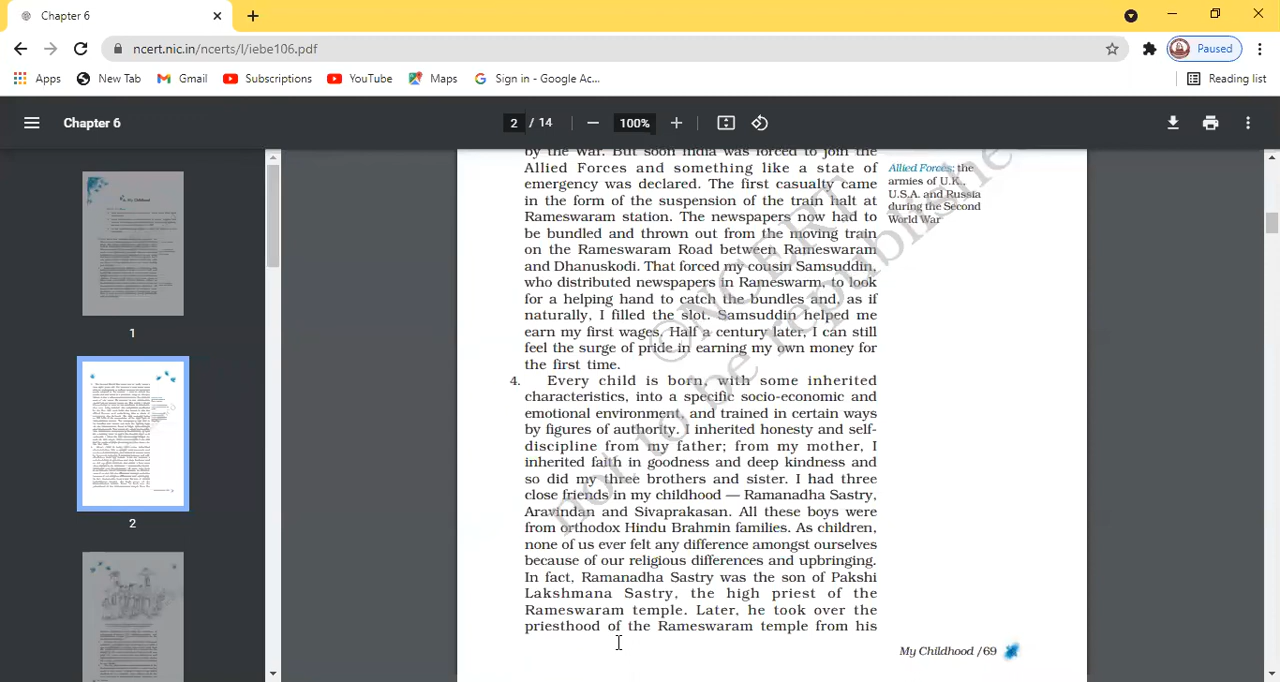 Chapter 6
ncert.nic.in/ncerts/l/iebe106.pdf
Paused
Apps
New Tab
Gmail
Subscriptions
YouTube
Maps
Sign in - Google Ac...
Reading list
Chapter 6
2 / 14
100%
1
2
by the War. But soon India was forced to join the
Allied Forces and something like a state of
emergency was declared. The first casualty came
in the form of the suspension of the train halt at
Rameswaram station. The newspapers now had to
be bundled and thrown out from the moving train
on the Rameswaram Road between Rameswaram
and Dhanuskodi. That forced my cousin Samsuddin,
who distributed newspapers in Rameswarm, to look
for a helping hand to catch the bundles and, as if
naturally, I filled the slot. Samsuddin helped me
earn my first wages. Half a century later, I can still
feel the surge of pride in earning my own money for
the first time.
4. Every child is born, with some inherited
characteristics, into a specific socio-economic and
emotional environment, and trained in certain ways
by figures of authority. I inherited honesty and self-
discipline from my father; from my mother, I
inherited faith in goodness and deep kindness and
so did my three brothers and sister. I had three
close friends in my childhood — Ramanadha Sastry,
Aravindan and Sivaprakasan. All these boys were
from orthodox Hindu Brahmin families. As children,
none of us ever felt any difference amongst ourselves
because of our religious differences and upbringing.
In fact, Ramanadha Sastry was the son of Pakshi
Lakshmana Sastry, the high priest of the
Rameswaram temple. Later, he took over the
priesthood of the Rameswaram temple from his
Allied Forces: the
armies of U.K.,
U.S.A. and Russia
during the Second
World War
My Childhood /69
© NCERT
not to be republishe